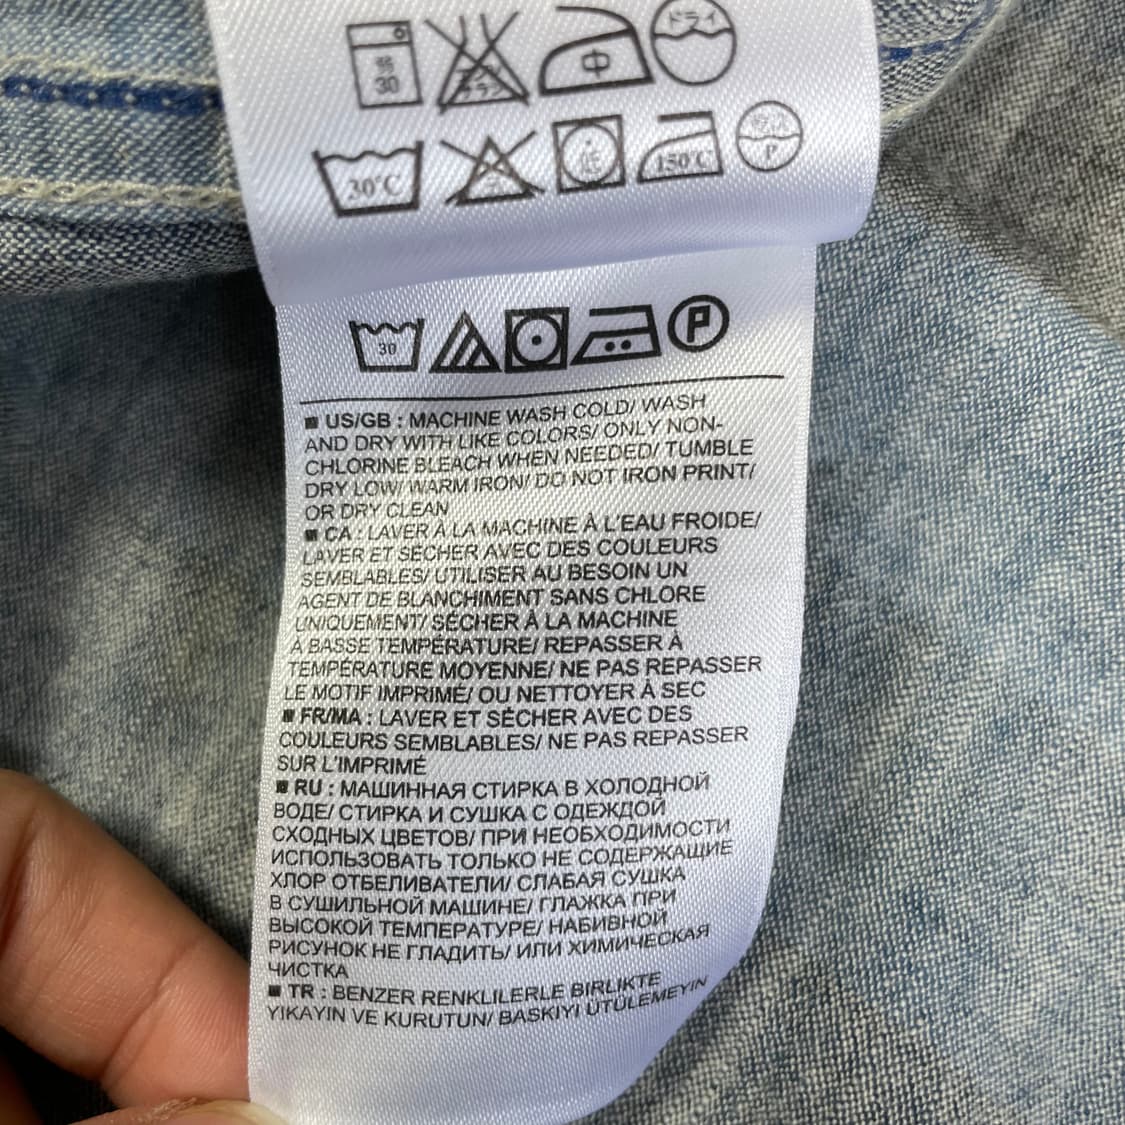 弱
30
エンソ
サラシ
中
ドライ
30°C
150°C
P
30
P
■ US/GB : MACHINE WASH COLD/ WASH
AND DRY WITH LIKE COLORS/ ONLY NON-
CHLORINE BLEACH WHEN NEEDED/ TUMBLE
DRY LOW/ WARM IRON/ DO NOT IRON PRINT/
OR DRY CLEAN
■ CA : LAVER À LA MACHINE À L'EAU FROIDE/
LAVER ET SÉCHER AVEC DES COULEURS
SEMBLABLES/ UTILISER AU BESOIN UN
AGENT DE BLANCHIMENT SANS CHLORE
UNIQUEMENT/ SÉCHER À LA MACHINE
À BASSE TEMPÉRATURE/ REPASSER À
TEMPÉRATURE MOYENNE/ NE PAS REPASSER
LE MOTIF IMPRIMÉ/ OU NETTOYER À SEC
■ FR/MA : LAVER ET SÉCHER AVEC DES
COULEURS SEMBLABLES/ NE PAS REPASSER
SUR L'IMPRIMÉ
■ RU : МАШИННАЯ СТИРКА В ХОЛОДНОЙ
ВОДЕ/ СТИРКА И СУШКА С ОДЕЖДОЙ
СХОДНЫХ ЦВЕТОВ/ ПРИ НЕОБХОДИМОСТИ
ИСПОЛЬЗОВАТЬ ТОЛЬКО НЕ СОДЕРЖАЩИЕ
ХЛОР ОТБЕЛИВАТЕЛИ/ СЛАБАЯ СУШКА
В СУШИЛЬНОЙ МАШИНЕ/ ГЛАЖКА ПРИ
ВЫСОКОЙ ТЕМПЕРАТУРЕ/ НАБИВНОЙ
РИСУНОК НЕ ГЛАДИТЬ/ ИЛИ ХИМИЧЕСКАЯ
ЧИСТКА
■ TR : BENZER RENKLILERLE BIRLIKTE
YIKAYIN VE KURUTUN/ BASKIYI ÜTÜLEMEYIN